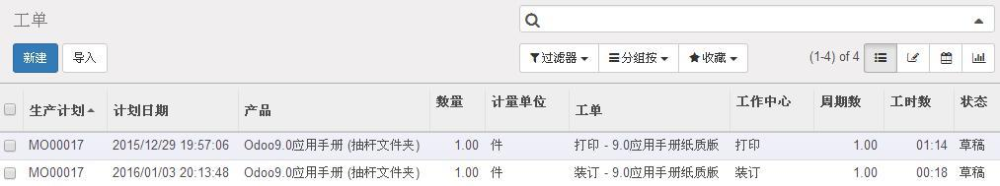 工单
新建 导入 过滤器 分组按 收藏 (1-4) of 4
生产计划 计划日期 产品 数量 计量单位 工单 工作中心 周期数 工时数 状态
MO00017 2015/12/29 19:57:06 Odoo9.0应用手册 (抽杆文件夹) 1.00 件 打印 - 9.0应用手册纸质版 打印 1.00 01:14 草稿
MO00017 2016/01/03 20:13:48 Odoo9.0应用手册 (抽杆文件夹) 1.00 件 装订 - 9.0应用手册纸质版 装订 1.00 00:18 草稿